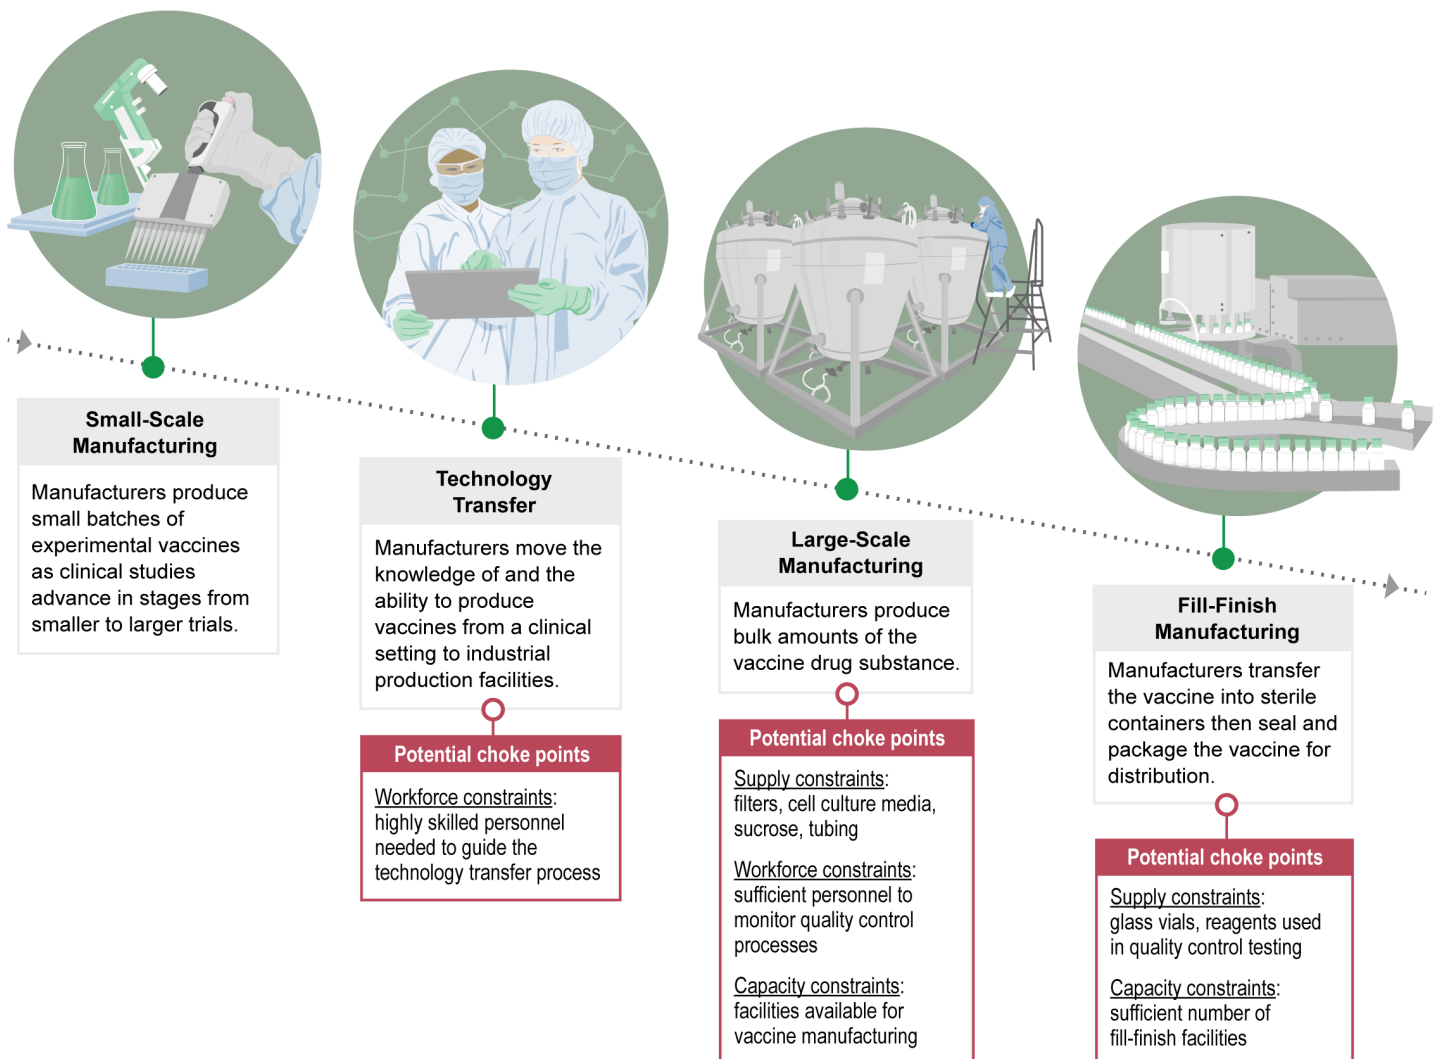 Small-Scale
Manufacturing
Manufacturers produce
small batches of
experimental vaccines
as clinical studies
advance in stages from
smaller to larger trials.
Technology
Transfer
Manufacturers move the
knowledge of and the
ability to produce
vaccines from a clinical
setting to industrial
production facilities.
Potential choke points
Workforce constraints:
highly skilled personnel
needed to guide the
technology transfer process
Large-Scale
Manufacturing
Manufacturers produce
bulk amounts of the
vaccine drug substance.
Potential choke points
Supply constraints:
filters, cell culture media,
sucrose, tubing
Workforce constraints:
sufficient personnel to
monitor quality control
processes
Capacity constraints:
facilities available for
vaccine manufacturing
Fill-Finish
Manufacturing
Manufacturers transfer
the vaccine into sterile
containers then seal and
package the vaccine for
distribution.
Potential choke points
Supply constraints:
glass vials, reagents used
in quality control testing
Capacity constraints:
sufficient number of
fill-finish facilities